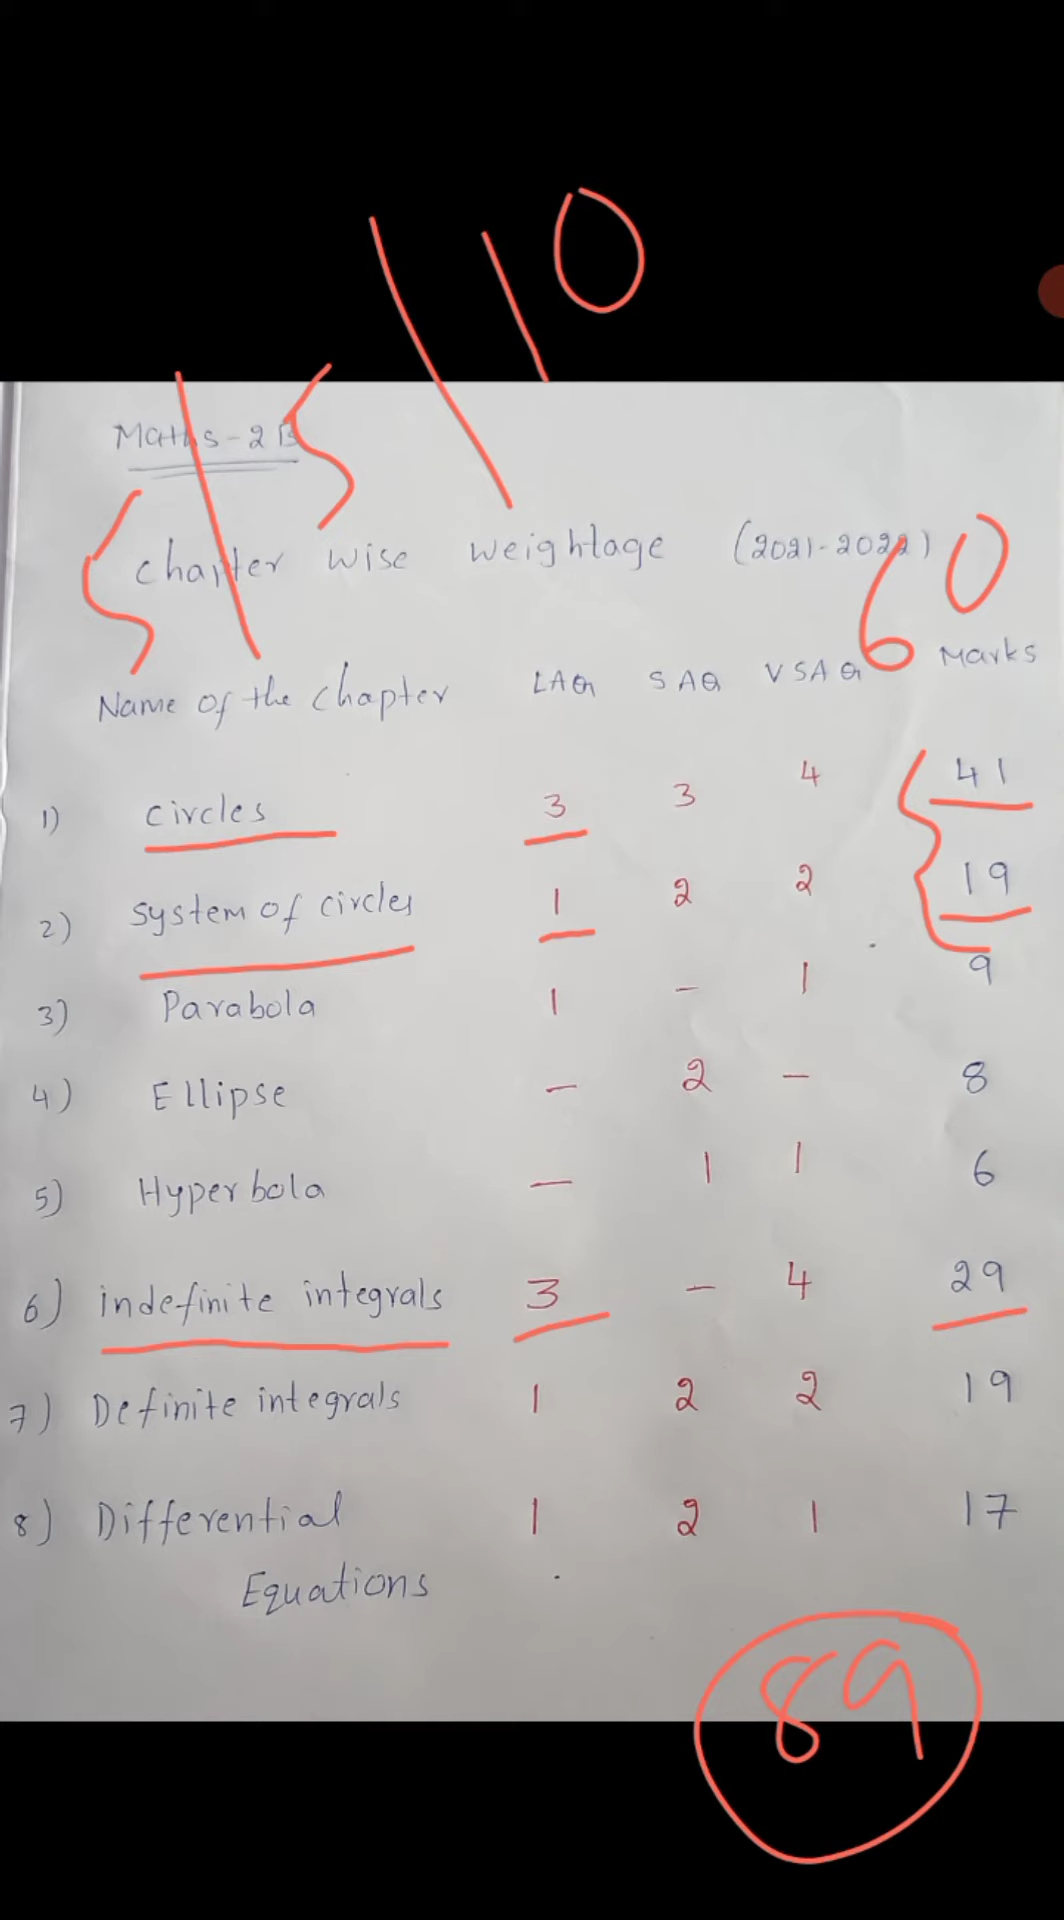 110
Maths-2B
5/5
Chapter wise weightage (2021-2022)
60
Name of the chapter LAQ SAQ VSAQ Marks
1) Circles 3 3 4 41
2) System of circles 1 2 2 19
3) Parabola 1 - 1 9
4) Ellipse - 2 - 8
5) Hyperbola - 1 1 6
6) indefinite integrals 3 - 4 29
7) Definite integrals 1 2 2 19
8) Differential 1 2 1 17
Equations
89